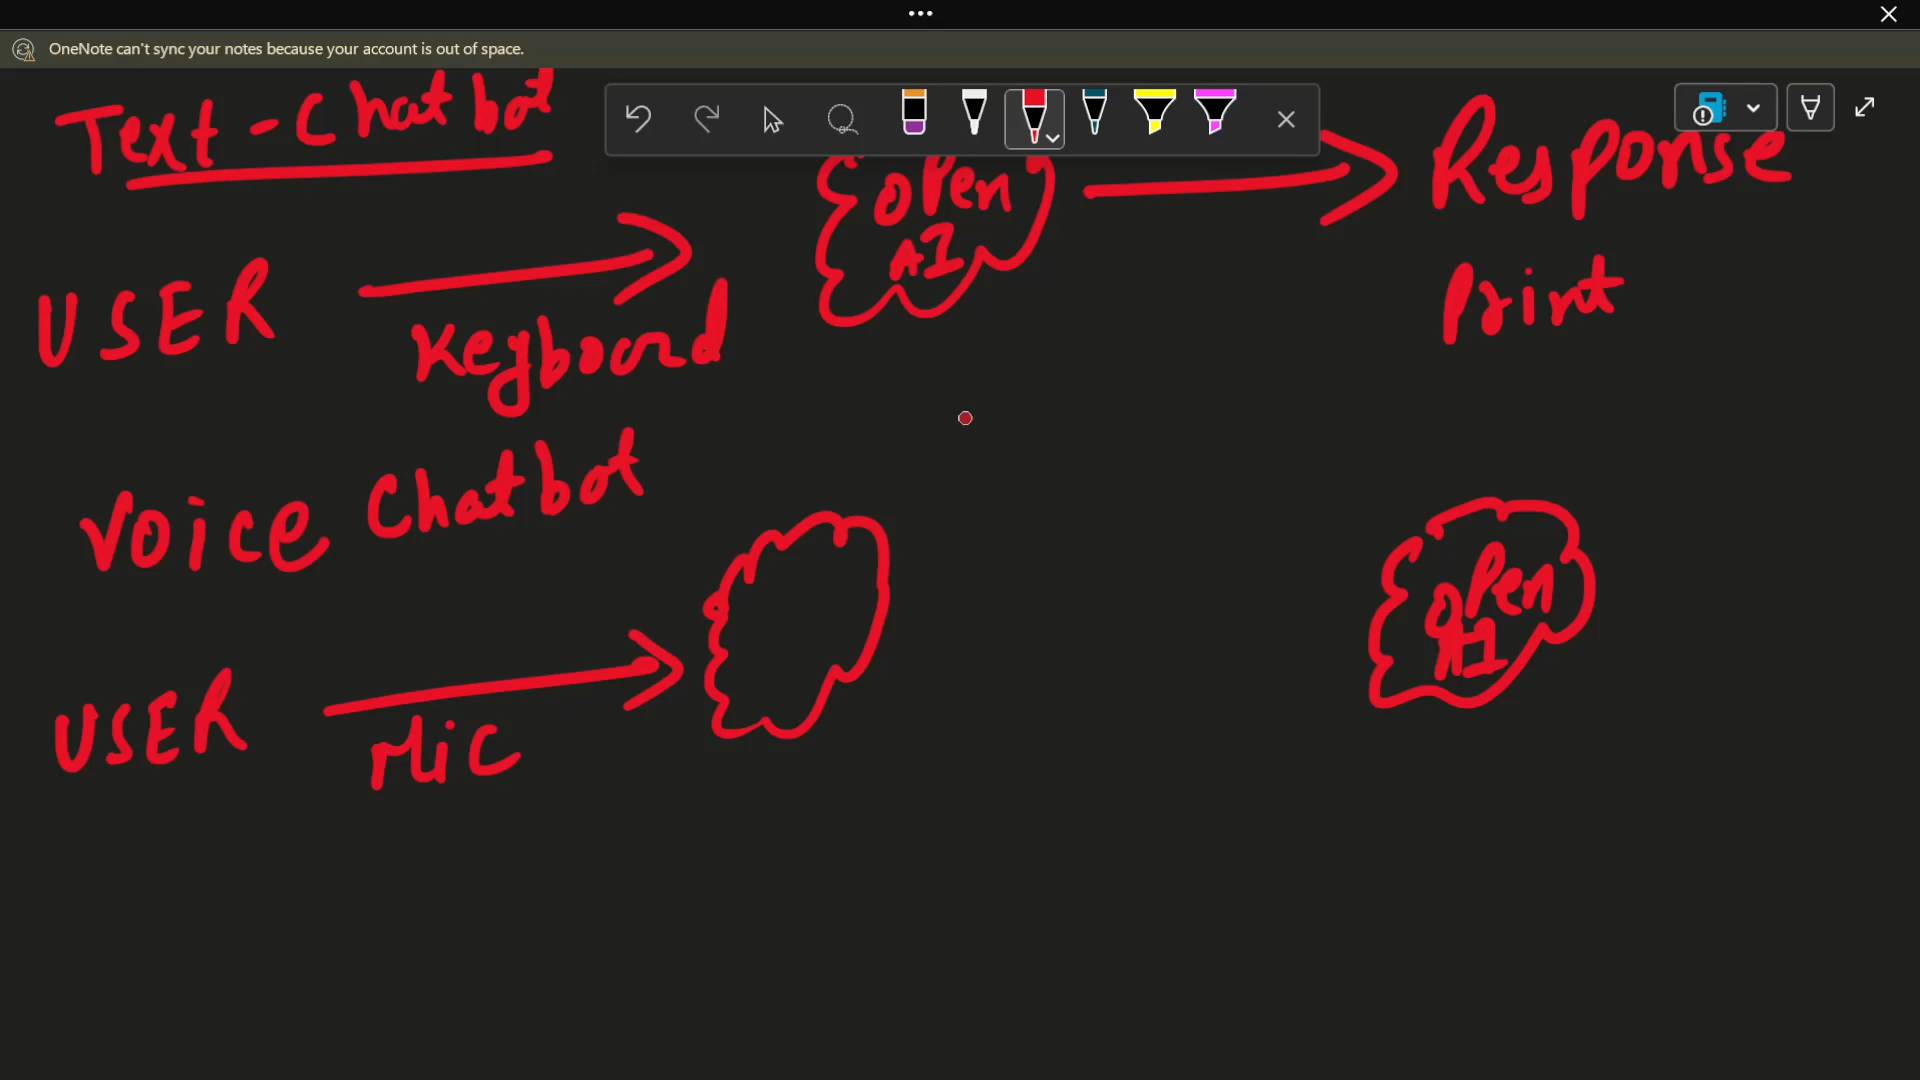 OneNote can't sync your notes because your account is out of space.
Text-Chatbot
Open
AI
Response
USER
Keyboard
Print
Voice Chatbot
Open
AI
USER
Mic